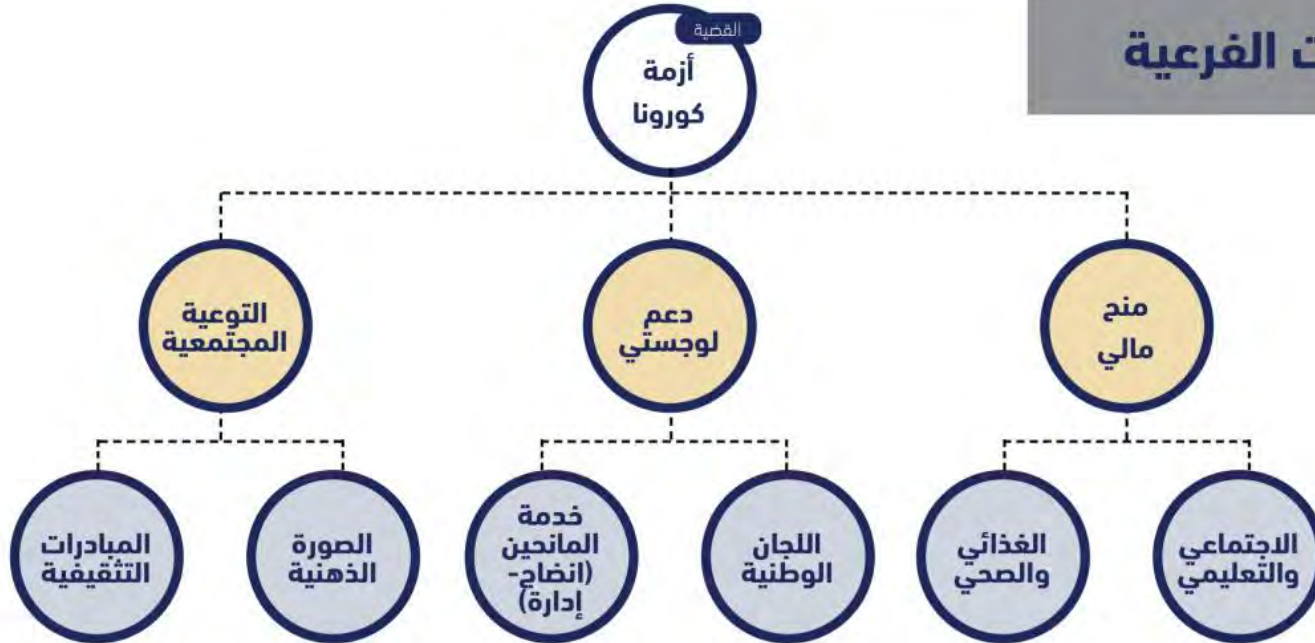 الفرعية
القضية
أزمة
كورونا
منح
مالي
دعم
لوجستي
التوعية
المجتمعية
الاجتماعي
والتعليمي
الغذائي
والصحي
اللجان
الوطنية
خدمة
المانحين
(انضاج-
إدارة)
الصورة
الذهنية
المبادرات
التثقيفية